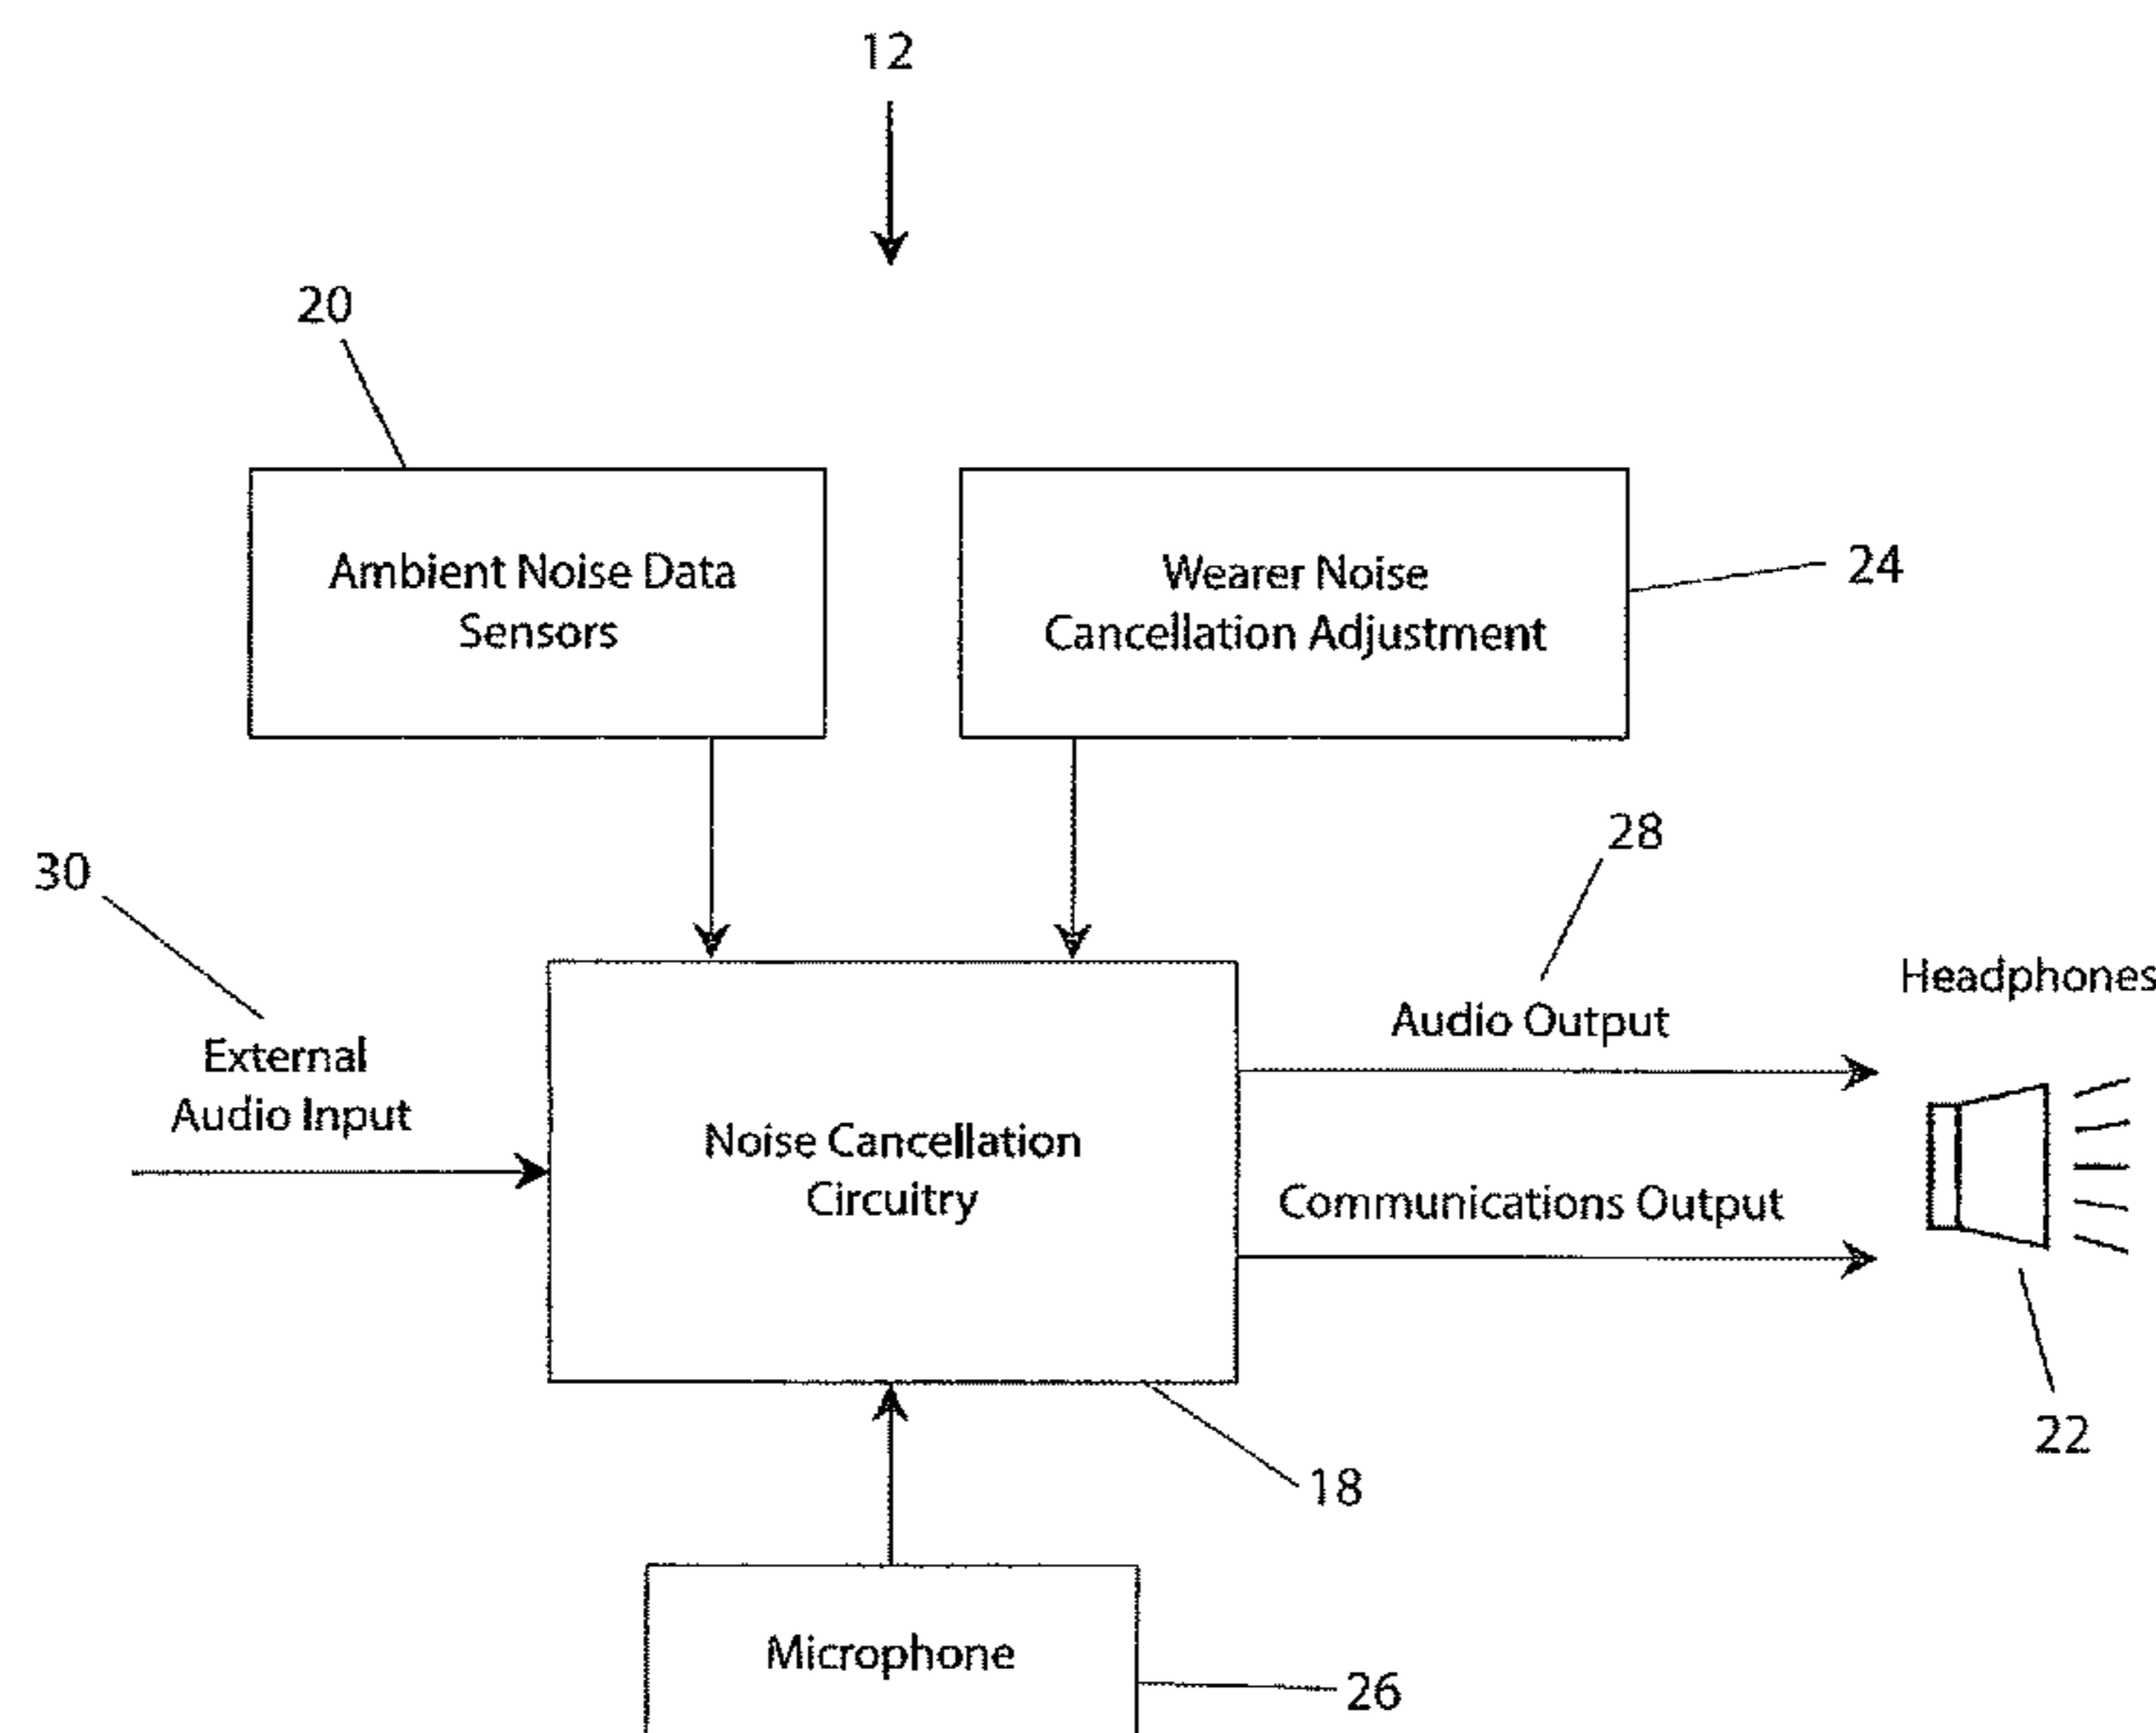 12
20
Ambient Noise Data
Sensors
Wearer Noise
Cancellation Adjustment
24
28
30
Headphones
Audio Output
External
Audio Input
Noise Cancellation
Circuitry
Communications Output
22
18
Microphone
26